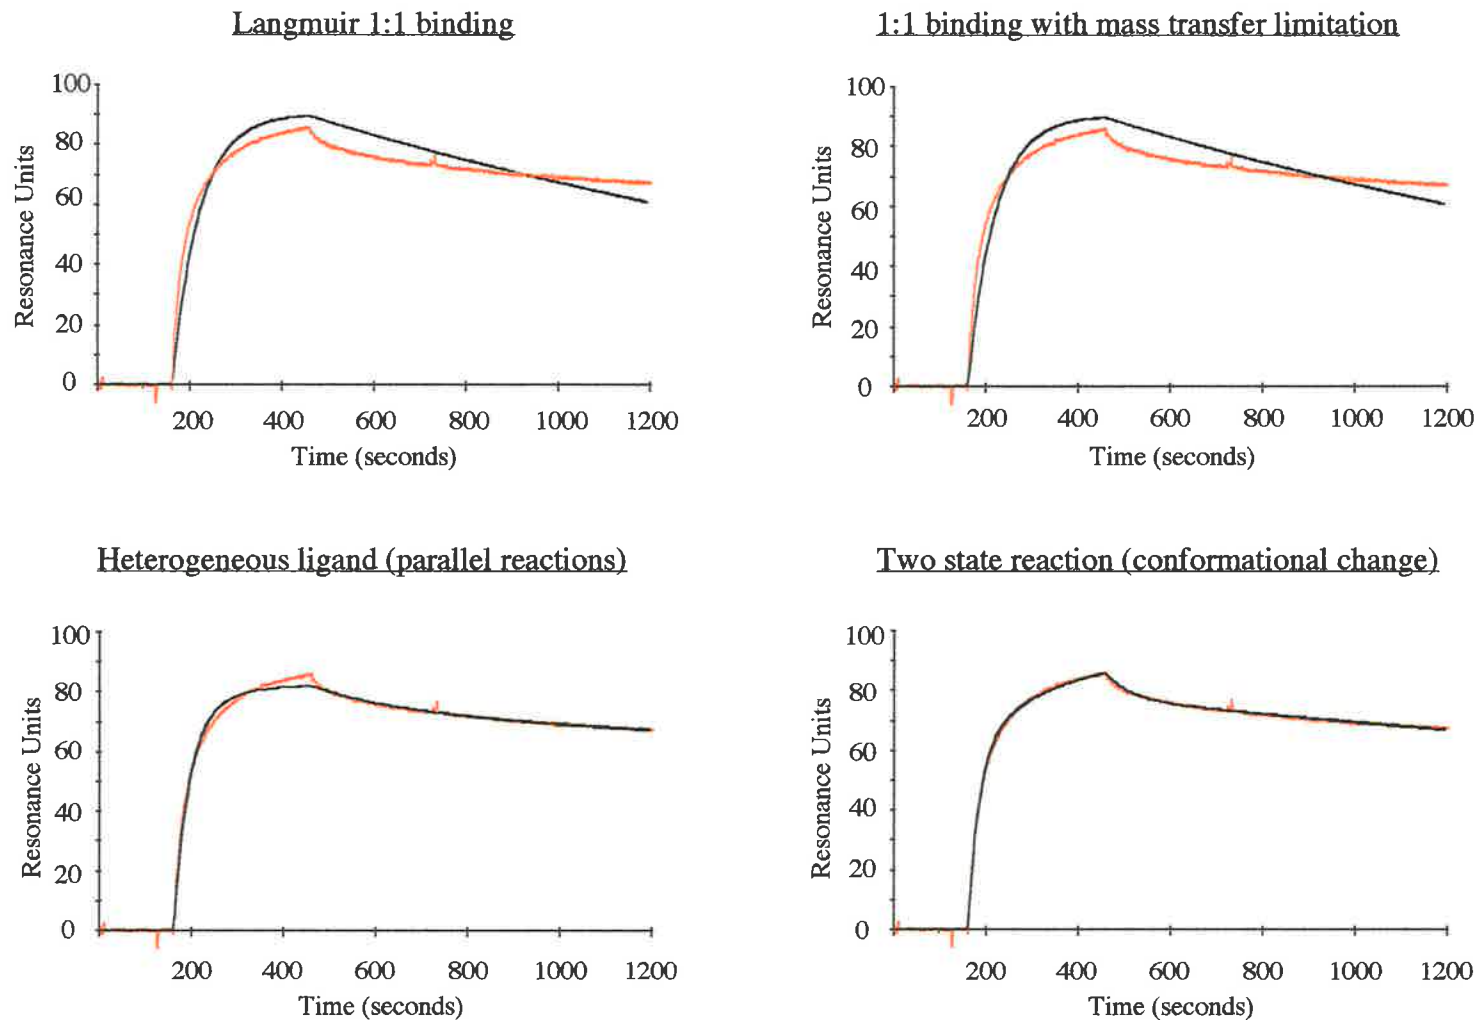 Langmuir 1:1 binding
100
80
60
40
20
0
Resonance Units
200 400 600 800 1000 1200
Time (seconds)
1:1 binding with mass transfer limitation
100
80
60
40
20
0
Resonance Units
200 400 600 800 1000 1200
Time (seconds)
Heterogeneous ligand (parallel reactions)
100
80
60
40
20
0
Resonance Units
200 400 600 800 1000 1200
Time (seconds)
Two state reaction (conformational change)
100
80
60
40
20
0
Resonance Units
200 400 600 800 1000 1200
Time (seconds)